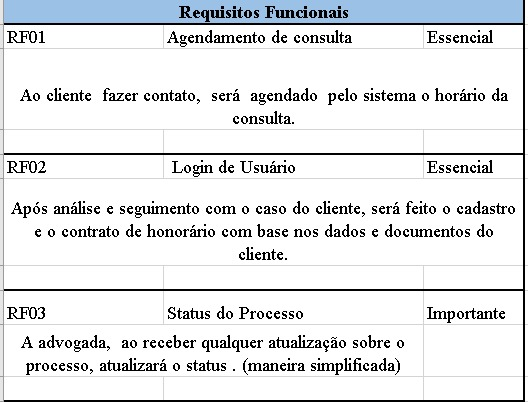 Requisitos Funcionais
RF01 Agendamento de consulta Essencial
Ao cliente fazer contato, será agendado pelo sistema o horário da
consulta.
RF02 Login de Usuário Essencial
Após análise e seguimento com o caso do cliente, será feito o cadastro
e o contrato de honorário com base nos dados e documentos do
cliente.
RF03 Status do Processo Importante
A advogada, ao receber qualquer atualização sobre o
processo, atualizará o status . (maneira simplificada)